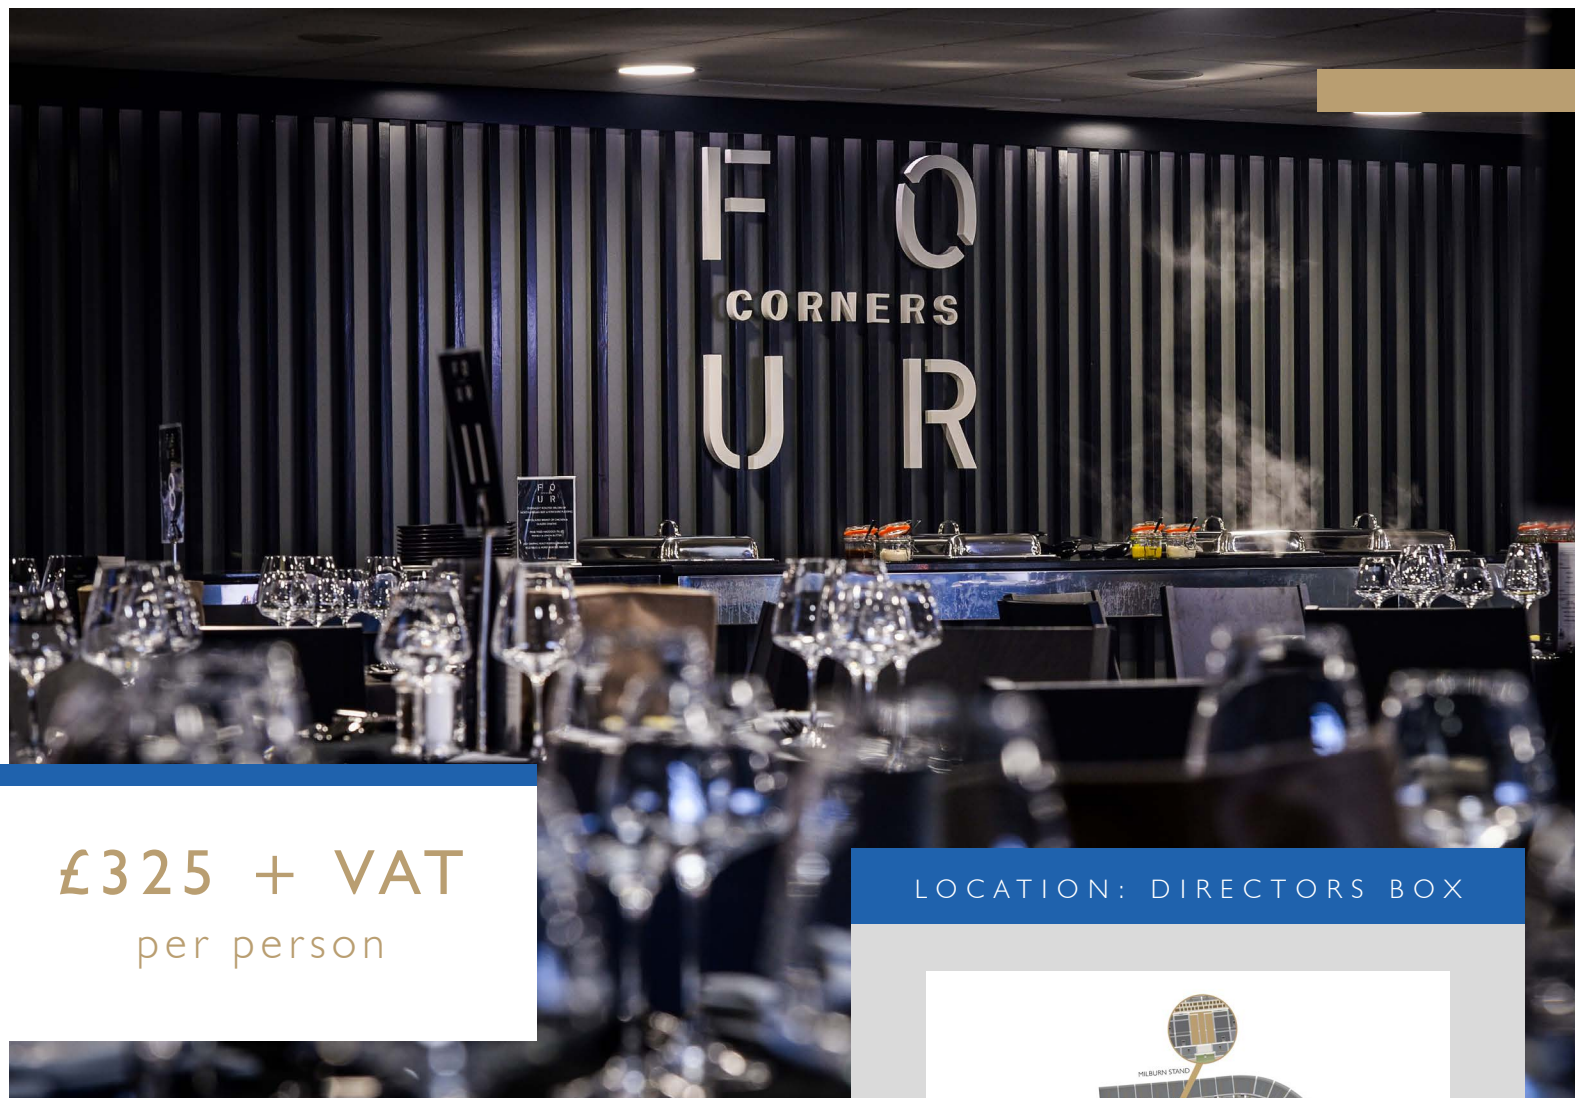 F O
CORNERS
U R
F O
U R
£325 + VAT
per person
LOCATION: DIRECTORS BOX
MILBURN STAND